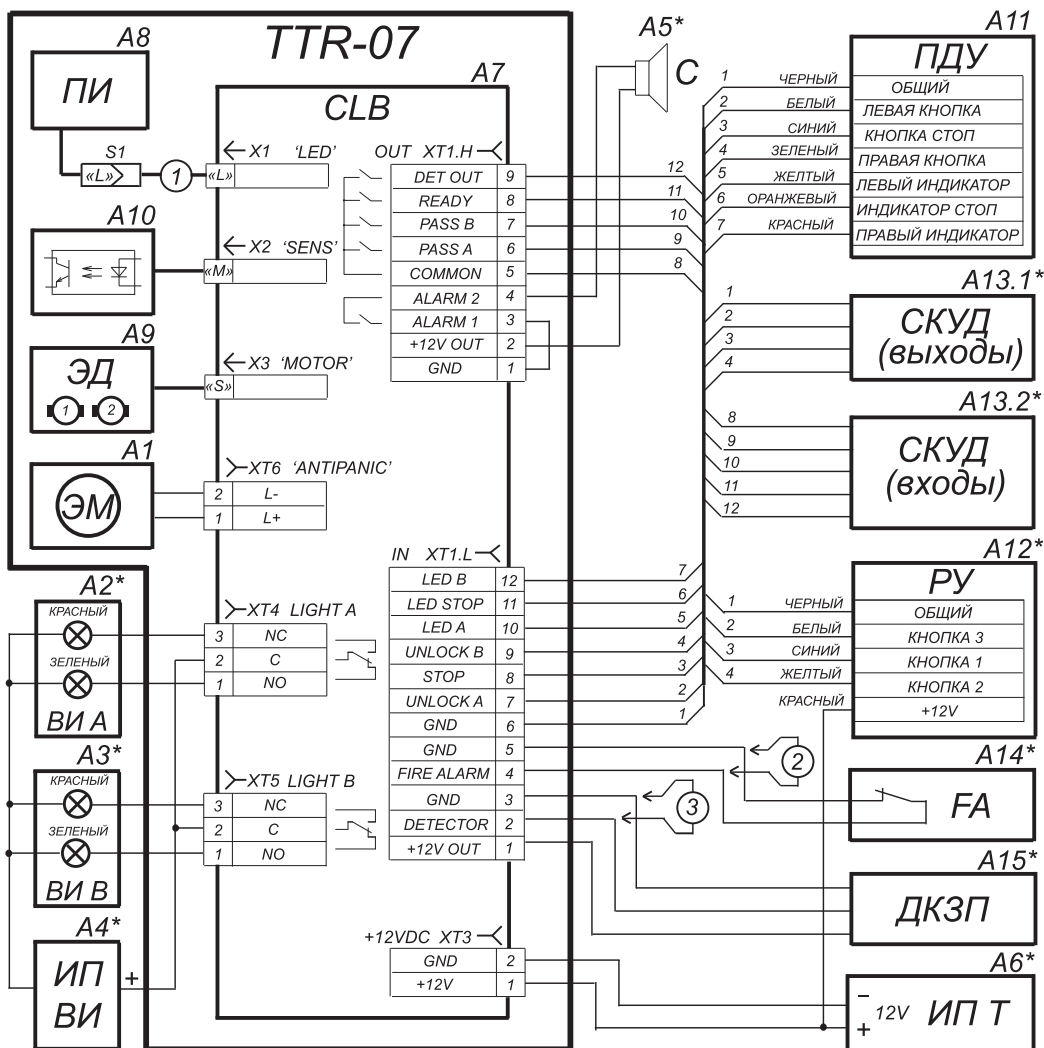 TTR-07
A8
ПИ
S1
«L»
1
«L»
A10
«M»
A9
ЭД
1 2
«S»
A1
ЭМ
A7
CLB
X1 'LED'
X2 'SENS'
X3 'MOTOR'
OUT XT1.H
DET OUT 9
READY 8
PASS B 7
PASS A 6
COMMON 5
ALARM 2 4
ALARM 1 3
+12V OUT 2
GND 1
XT6 'ANTIPANIC'
2 L-
1 L+
IN XT1.L
LED B 12
LED STOP 11
LED A 10
UNLOCK B 9
STOP 8
UNLOCK A 7
GND 6
GND 5
FIRE ALARM 4
GND 3
DETECTOR 2
+12V OUT 1
XT4 LIGHT A
3 NC
2 C
1 NO
XT5 LIGHT B
3 NC
2 C
1 NO
+12VDC XT3
GND 2
+12V 1
A2*
КРАСНЫЙ
ЗЕЛЕНЫЙ
ВИ А
A3*
КРАСНЫЙ
ЗЕЛЕНЫЙ
ВИ В
A4*
ИП
ВИ
+
A5*
С
12
11
10
9
8
7
6
5
4
3
2
1
2
3
A11
ПДУ
1 ЧЕРНЫЙ ОБЩИЙ
2 БЕЛЫЙ ЛЕВАЯ КНОПКА
3 СИНИЙ КНОПКА СТОП
4 ЗЕЛЕНЫЙ ПРАВАЯ КНОПКА
5 ЖЕЛТЫЙ ЛЕВЫЙ ИНДИКАТОР
6 ОРАНЖЕВЫЙ ИНДИКАТОР СТОП
7 КРАСНЫЙ ПРАВЫЙ ИНДИКАТОР
A13.1*
1
2
3
4
СКУД
(выходы)
A13.2*
8
9
10
11
12
СКУД
(входы)
A12*
РУ
1 ЧЕРНЫЙ ОБЩИЙ
2 БЕЛЫЙ КНОПКА 3
3 СИНИЙ КНОПКА 1
4 ЖЕЛТЫЙ КНОПКА 2
КРАСНЫЙ +12V
A14*
FA
A15*
ДКЗП
A6*
–
12V ИП Т
+